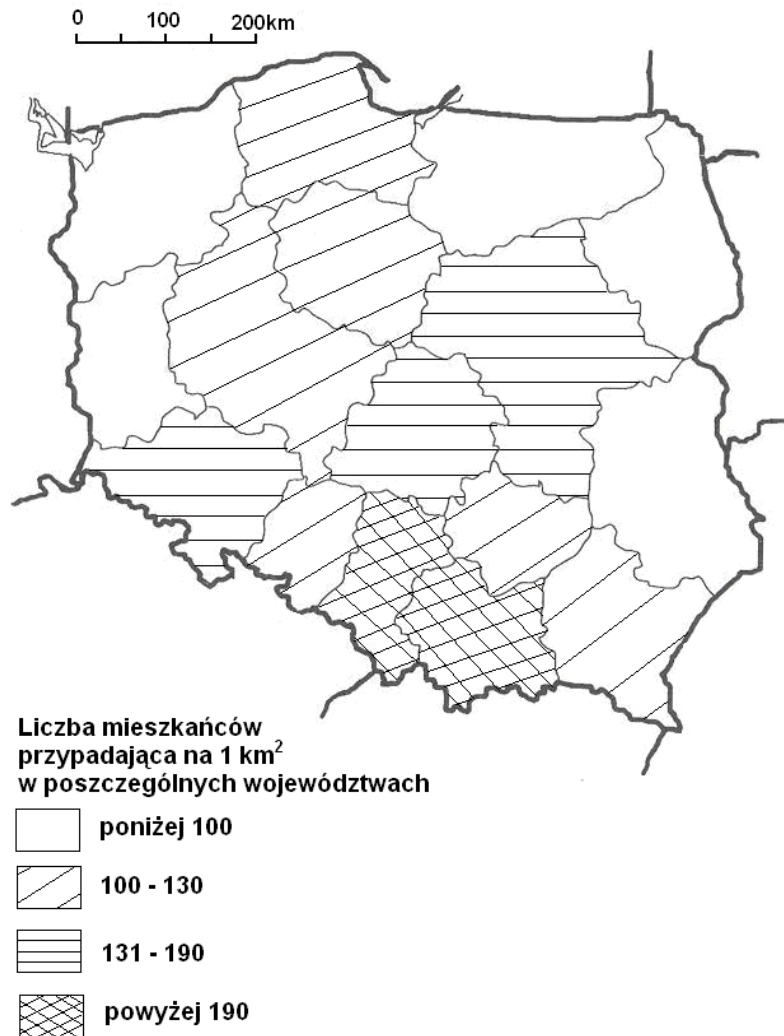 0 100 200km
Liczba mieszkańców
przypadająca na 1 km²
w poszczególnych województwach
poniżej 100
100 - 130
131 - 190
powyżej 190